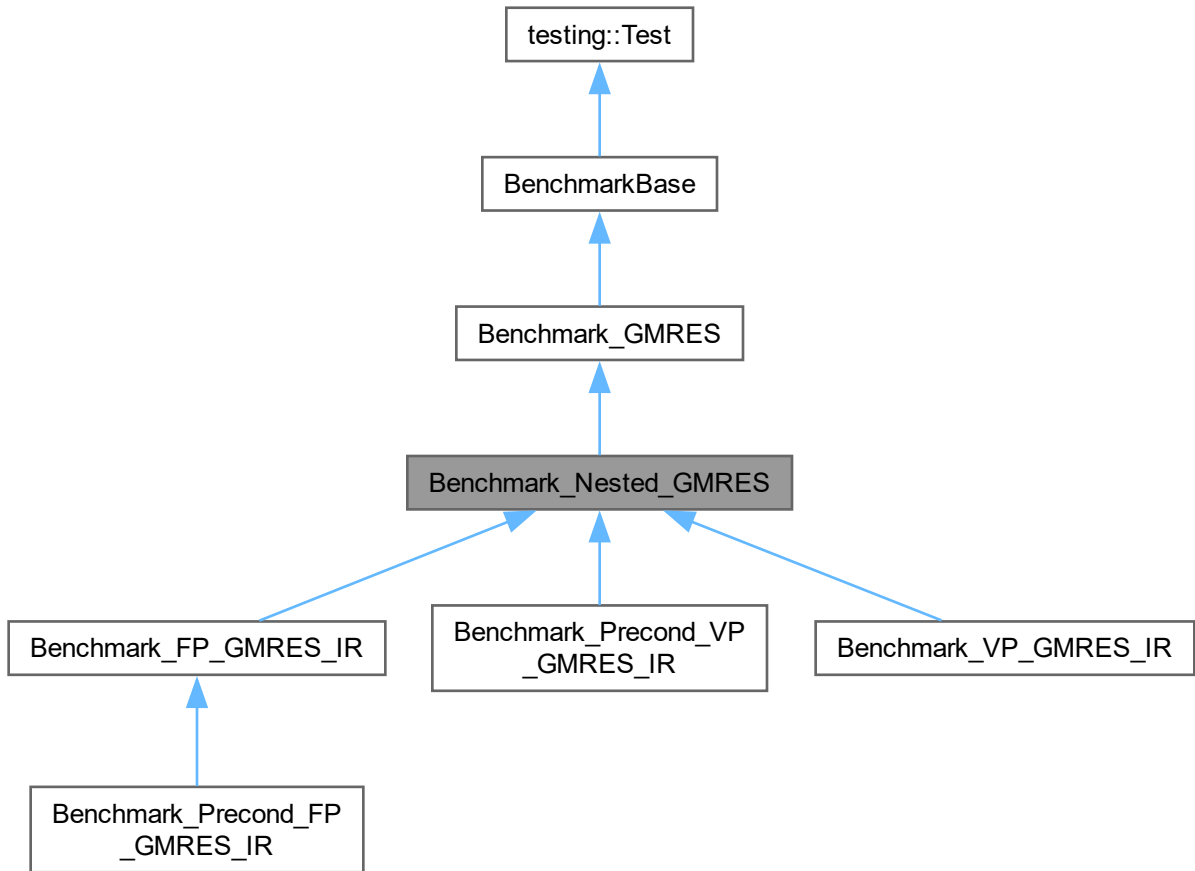 testing::Test
BenchmarkBase
Benchmark_GMRES
Benchmark_Nested_GMRES
Benchmark_FP_GMRES_IR
Benchmark_Precond_VP
_GMRES_IR
Benchmark_VP_GMRES_IR
Benchmark_Precond_FP
_GMRES_IR